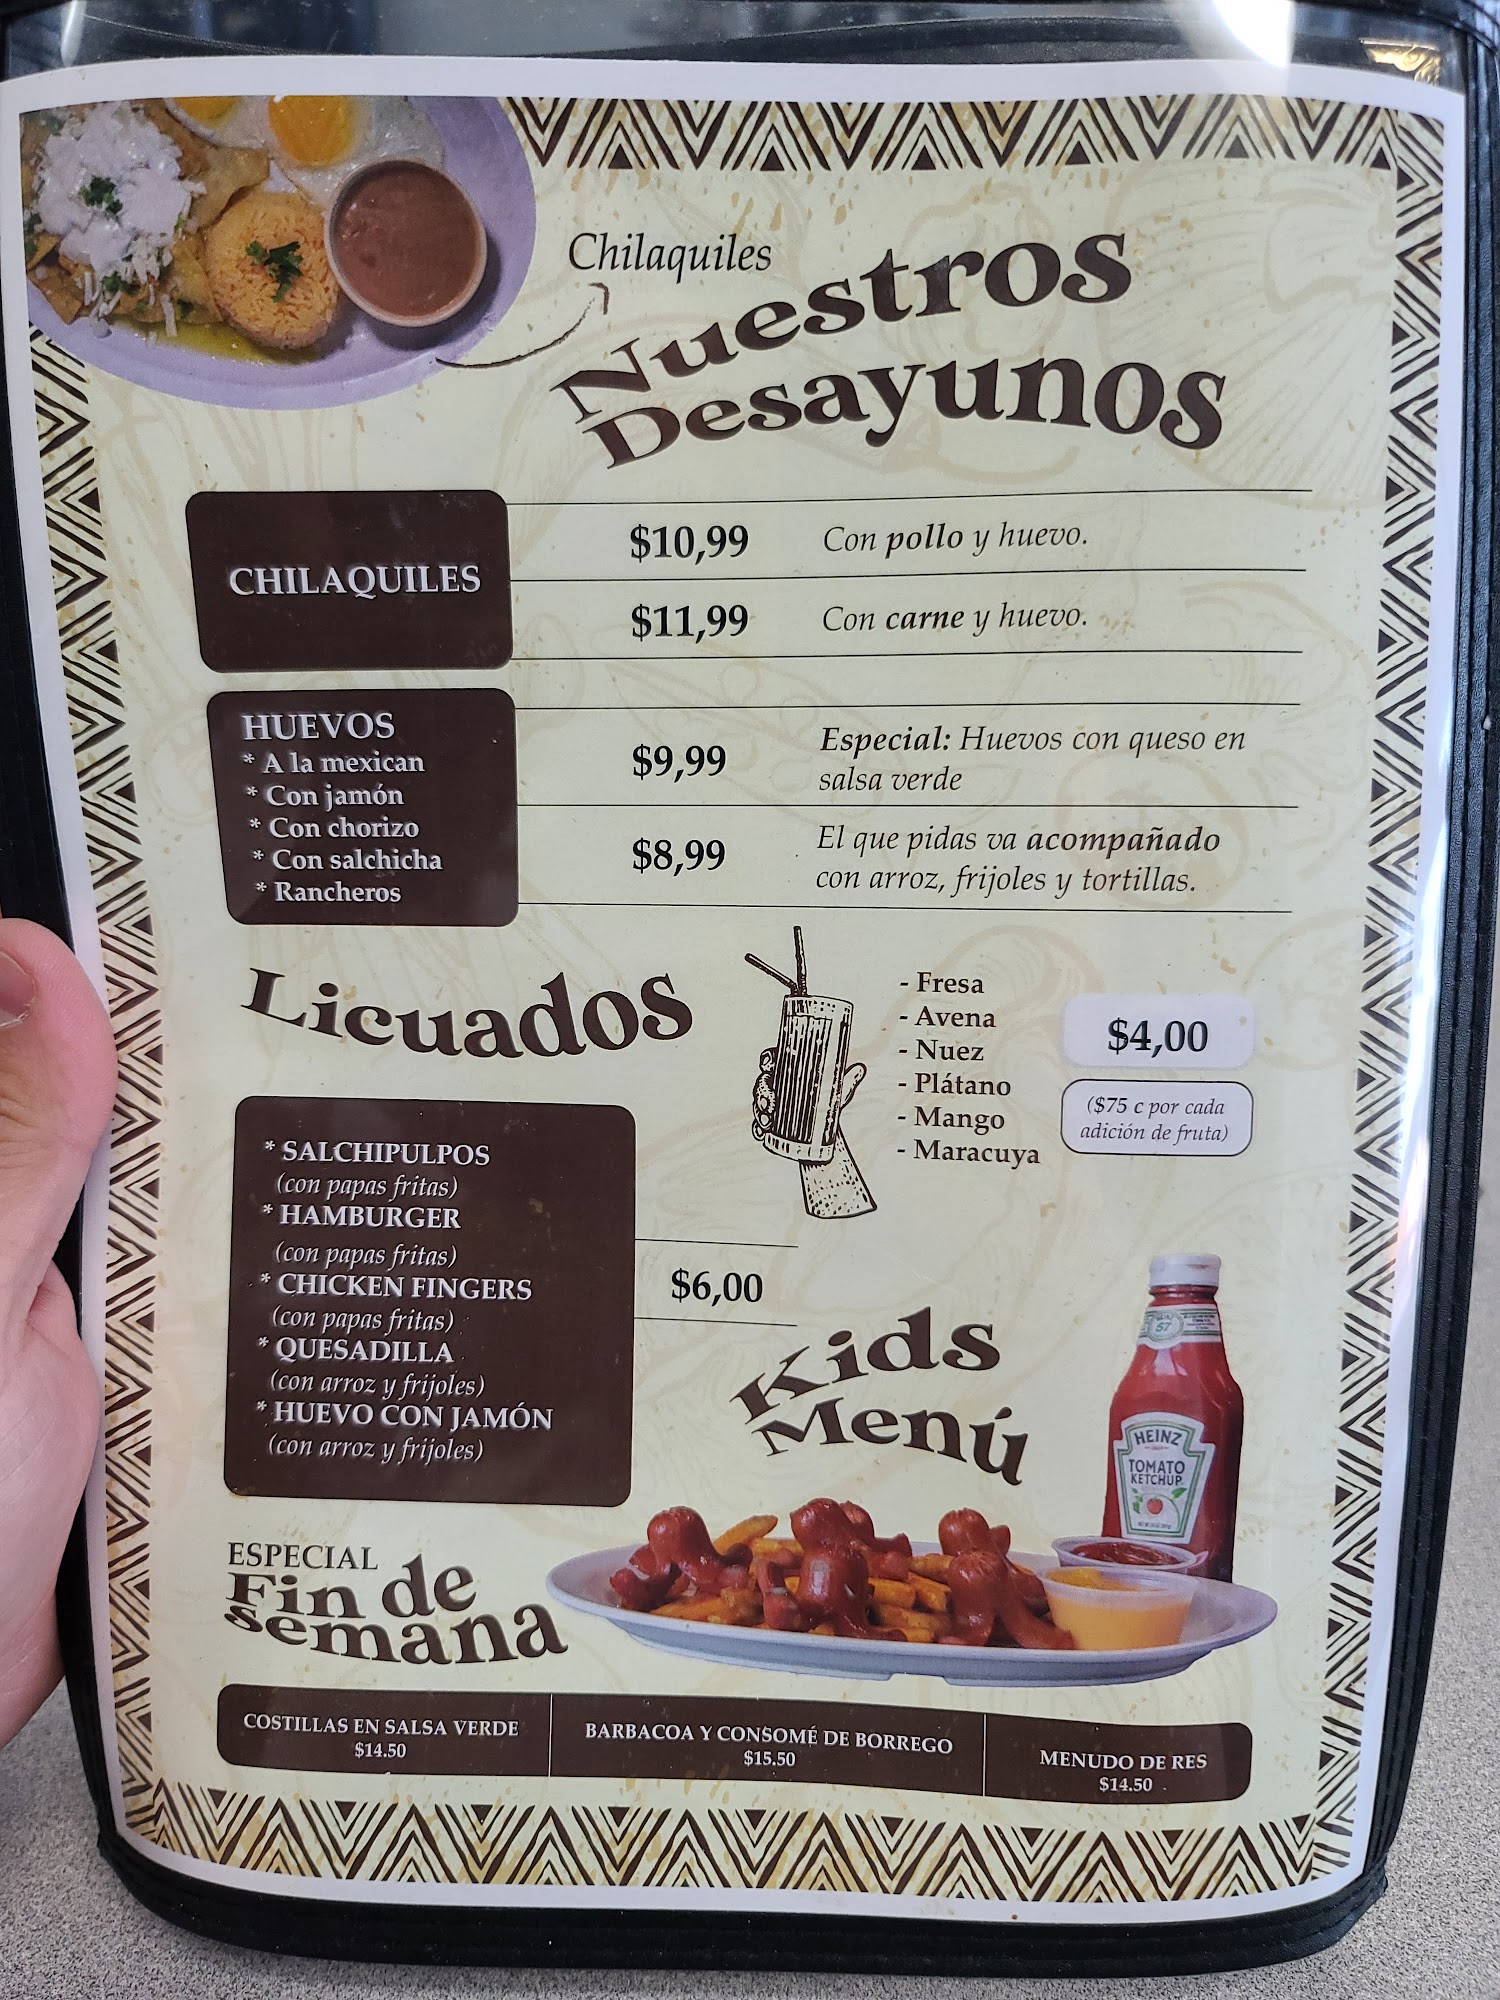 Chilaquiles
Nuestros
Desayunos
CHILAQUILES
$10,99
Con pollo y huevo.
$11,99
Con carne y huevo.
HUEVOS
* A la mexican
* Con jamón
* Con chorizo
* Con salchicha
* Rancheros
$9,99
Especial: Huevos con queso en
salsa verde
$8,99
El que pidas va acompañado
con arroz, frijoles y tortillas.
Licuados
- Fresa
- Avena
- Nuez
- Plátano
- Mango
- Maracuya
$4,00
($75 c por cada
adición de fruta)
* SALCHIPULPOS
(con papas fritas)
* HAMBURGER
(con papas fritas)
* CHICKEN FINGERS
(con papas fritas)
* QUESADILLA
(con arroz y frijoles)
* HUEVO CON JAMÓN
(con arroz y frijoles)
$6,00
Kids
Menú
57
HEINZ
TOMATO
KETCHUP
ESPECIAL
Fin de
semana
COSTILLAS EN SALSA VERDE
$14.50
BARBACOA Y CONSOMÉ DE BORREGO
$15.50
MENUDO DE RES
$14.50